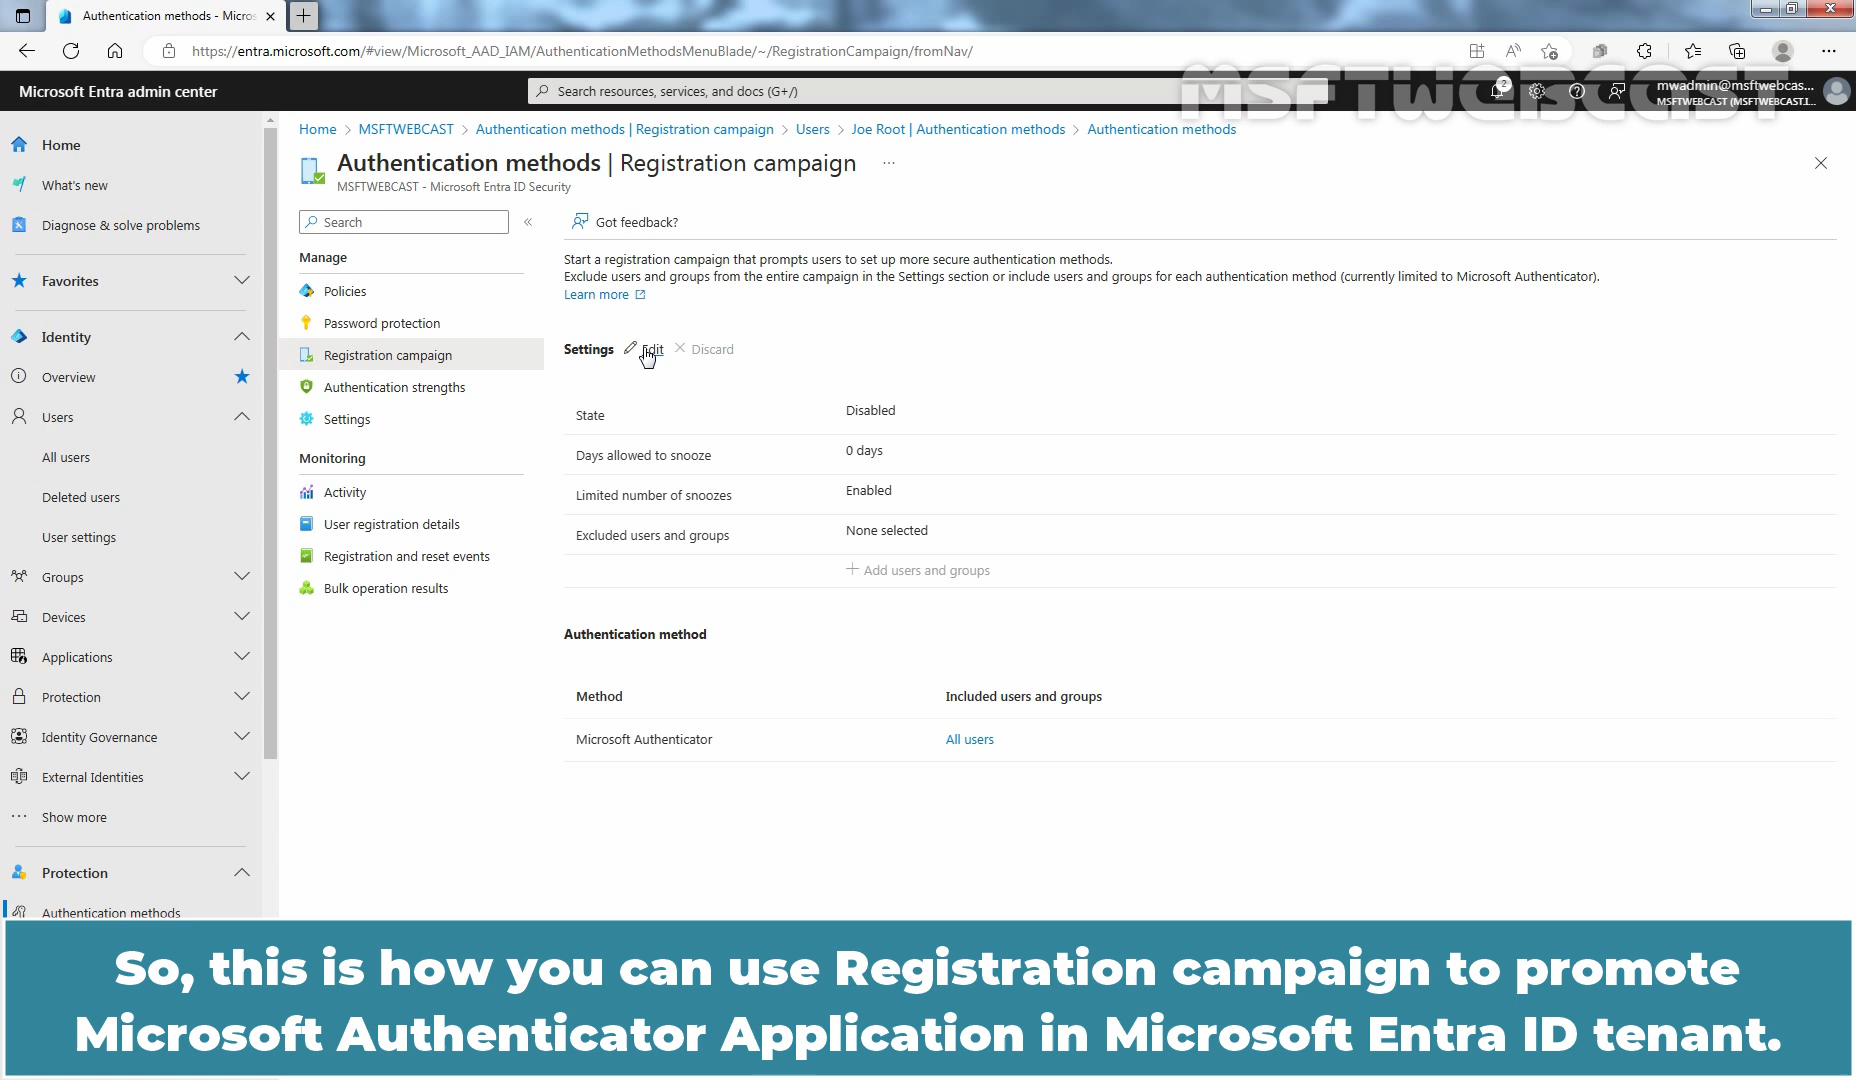 Authentication methods - Micros
https://entra.microsoft.com/#view/Microsoft_AAD_IAM/AuthenticationMethodsMenuBlade/~/RegistrationCampaign/fromNav/
Microsoft Entra admin center
Search resources, services, and docs (G+/)
MSFTWEBCAST
2
mwadmin@msftwebcas...
MSFTWEBCAST (MSFTWEBCAST.I...
Home
What's new
Diagnose & solve problems
Favorites
Identity
Overview
Users
All users
Deleted users
User settings
Groups
Devices
Applications
Protection
Identity Governance
External Identities
Show more
Protection
Authentication methods
Home > MSFTWEBCAST > Authentication methods | Registration campaign > Users > Joe Root | Authentication methods > Authentication methods
Authentication methods | Registration campaign
MSFTWEBCAST - Microsoft Entra ID Security
Search
Manage
Policies
Password protection
Registration campaign
Authentication strengths
Settings
Monitoring
Activity
User registration details
Registration and reset events
Bulk operation results
Got feedback?
Start a registration campaign that prompts users to set up more secure authentication methods.
Exclude users and groups from the entire campaign in the Settings section or include users and groups for each authentication method (currently limited to Microsoft Authenticator).
Learn more
Settings Edit Discard
State Disabled
Days allowed to snooze 0 days
Limited number of snoozes Enabled
Excluded users and groups None selected
Add users and groups
Authentication method
Method Included users and groups
Microsoft Authenticator All users
So, this is how you can use Registration campaign to promote
Microsoft Authenticator Application in Microsoft Entra ID tenant.